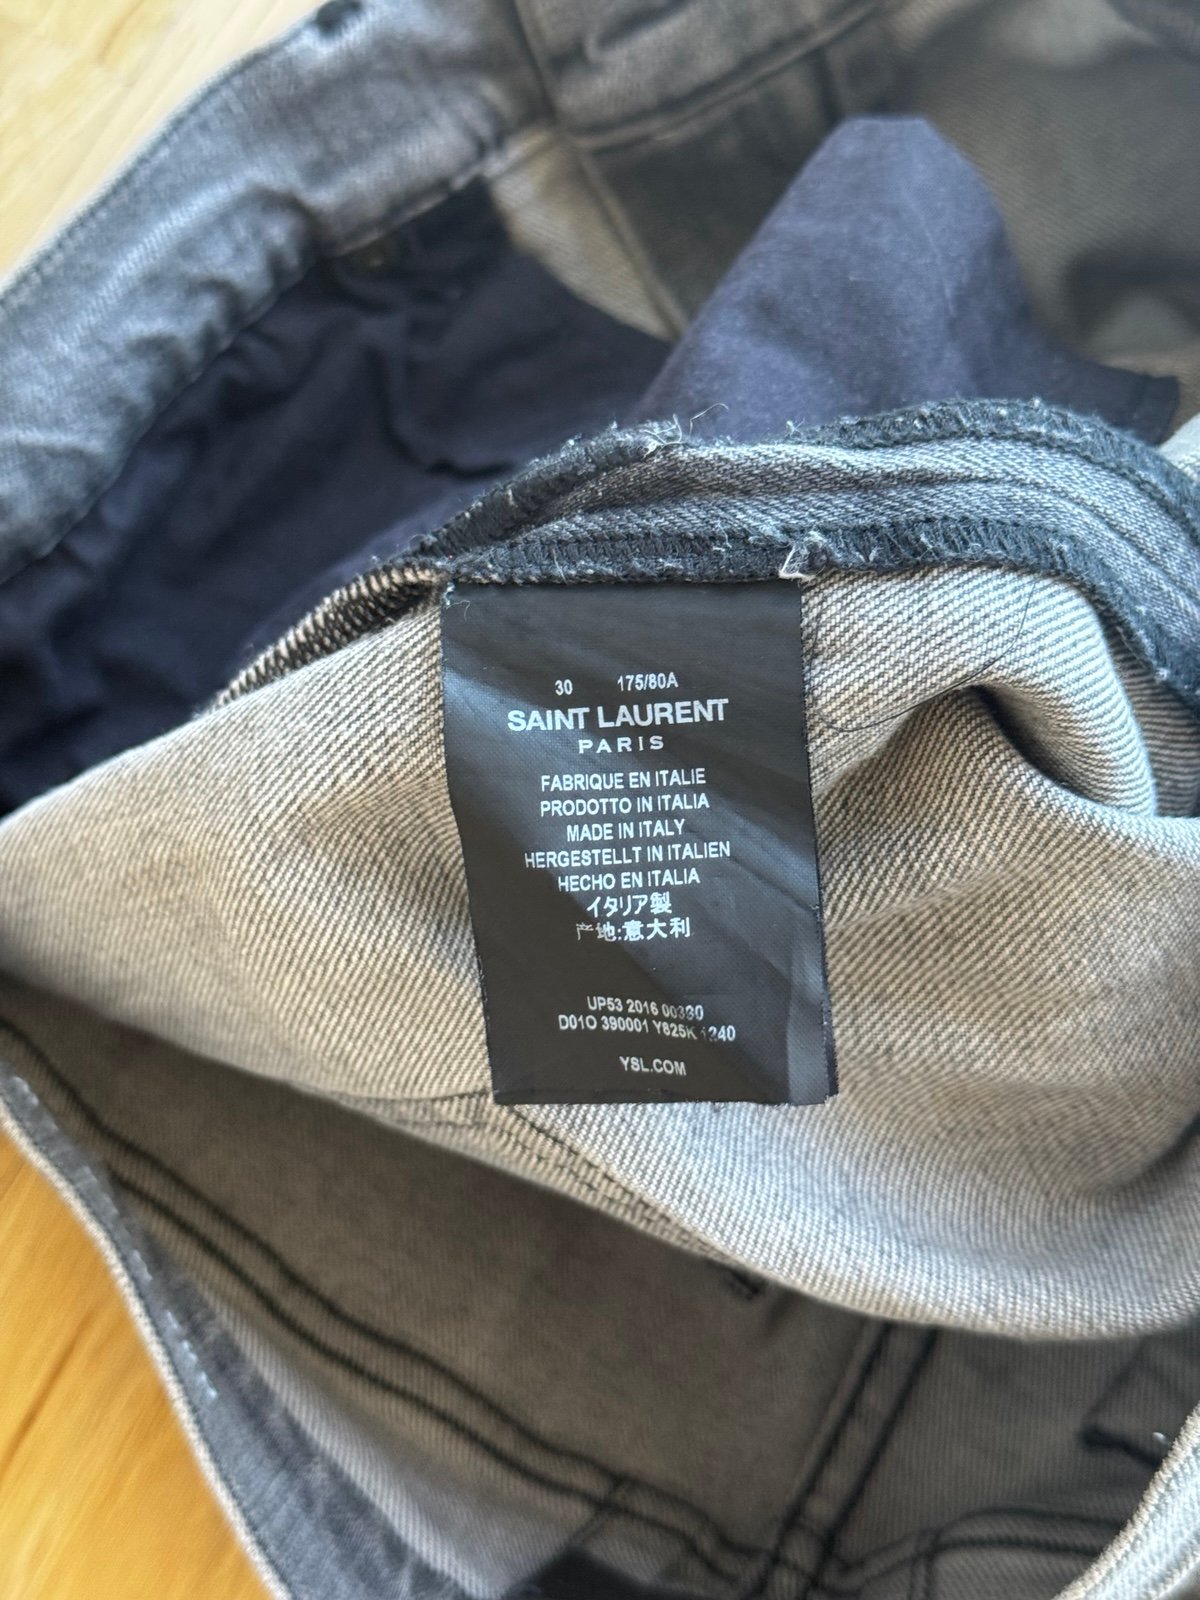 30 175/80A
SAINT LAURENT
PARIS
FABRIQUE EN ITALIE
PRODOTTO IN ITALIA
MADE IN ITALY
HERGESTELLT IN ITALIEN
HECHO EN ITALIA
イタリア製
产地:意大利
UP53 2016
D01O 390001 Y825K 1240
YSL.COM